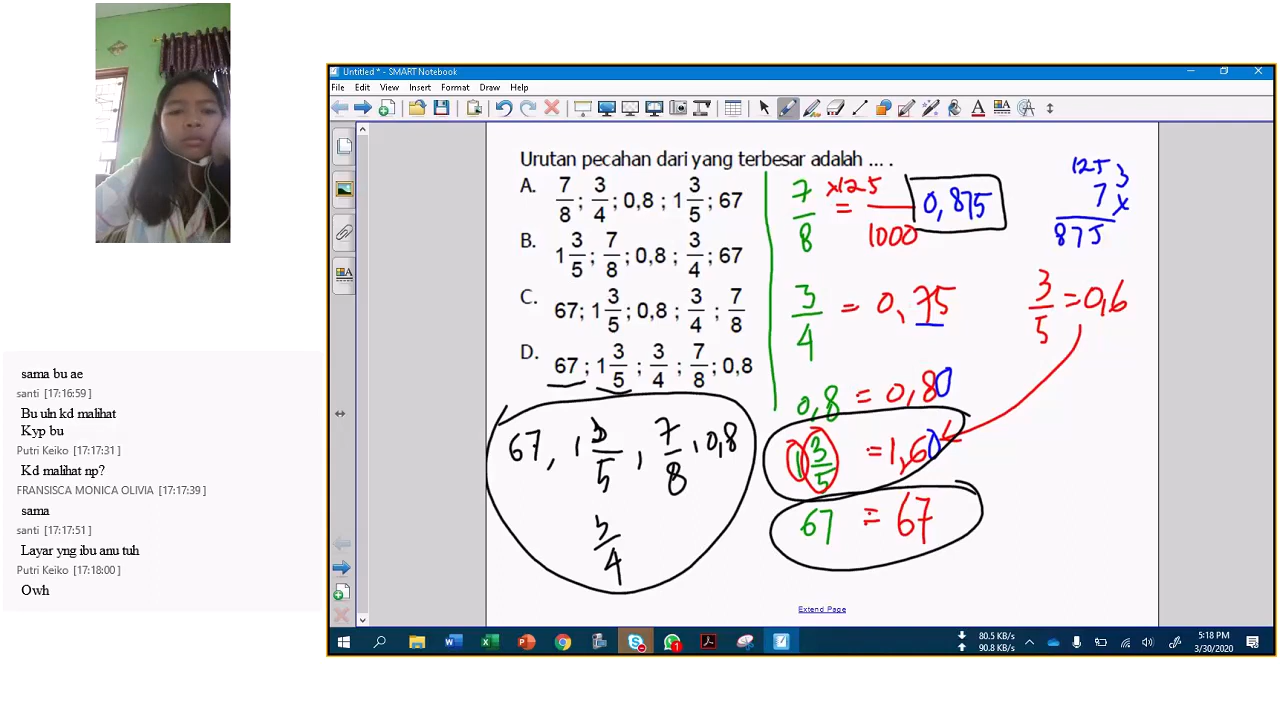 Untitled * - SMART Notebook
File Edit View Insert Format Draw Help
Urutan pecahan dari yang terbesar adalah ... .
A. 7/8 ; 3/4 ; 0,8 ; 1 3/5 ; 67
B. 1 3/5 ; 7/8 ; 0,8 ; 3/4 ; 67
C. 67 ; 1 3/5 ; 0,8 ; 3/4 ; 7/8
D. 67 ; 1 3/5 ; 3/4 ; 7/8 ; 0,8
67, 1 3/5, 7/8, 0,8
3/4
7/8 = ×125 / 1000 0,875
3/4 = 0,75
0,8 = 0,80
1 3/5 = 1,60
67 = 67
125
7 ×
875
3/5 = 0,6
Extend Page
sama bu ae
santi [17:16:59]
Bu uln kd malihat
Kyp bu
Putri Keiko [17:17:31]
Kd malihat np?
FRANSISCA MONICA OLIVIA [17:17:39]
sama
santi [17:17:51]
Layar yng ibu anu tuh
Putri Keiko [17:18:00]
Owh
80.5 KB/s
90.8 KB/s
5:18 PM
3/30/2020